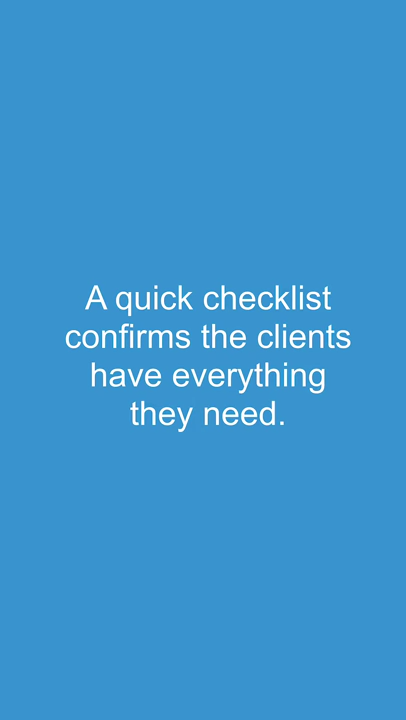 A quick checklist
confirms the clients
have everything
they need.